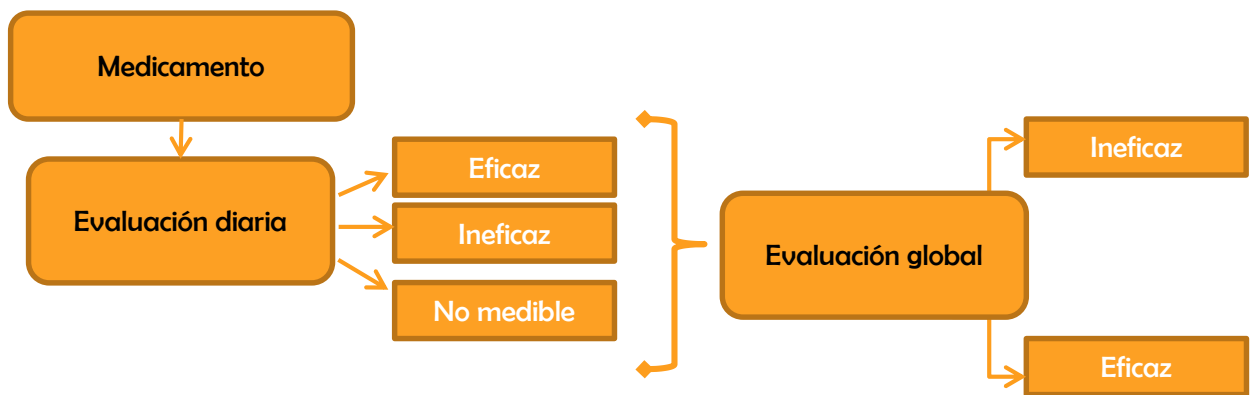 Medicamento
Evaluación diaria
Eficaz
Ineficaz
No medible
Evaluación global
Ineficaz
Eficaz